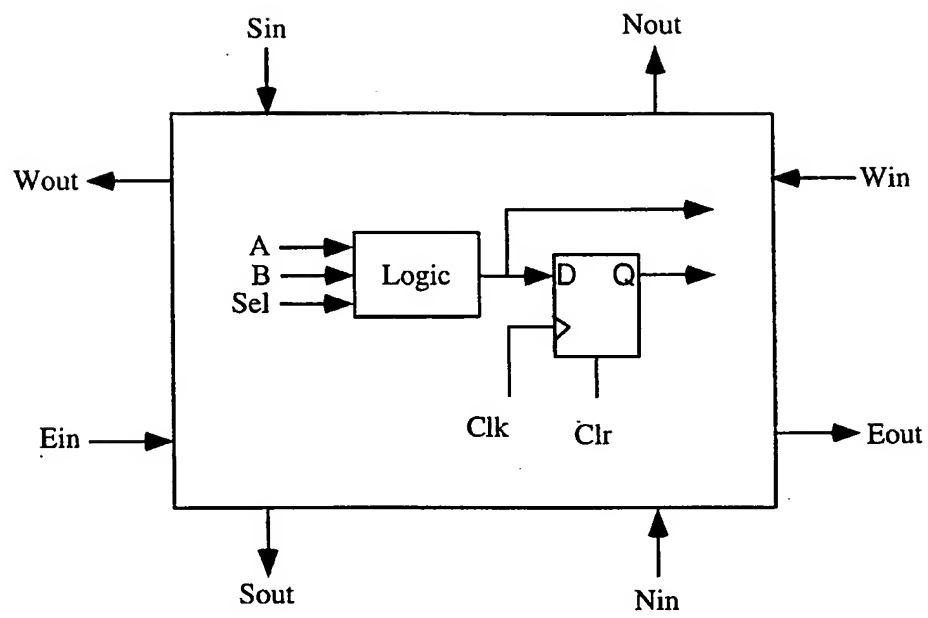 Sin
Nout
Wout
Win
A
B
Sel
Logic
D
Q
Clk
Clr
Ein
Eout
Sout
Nin